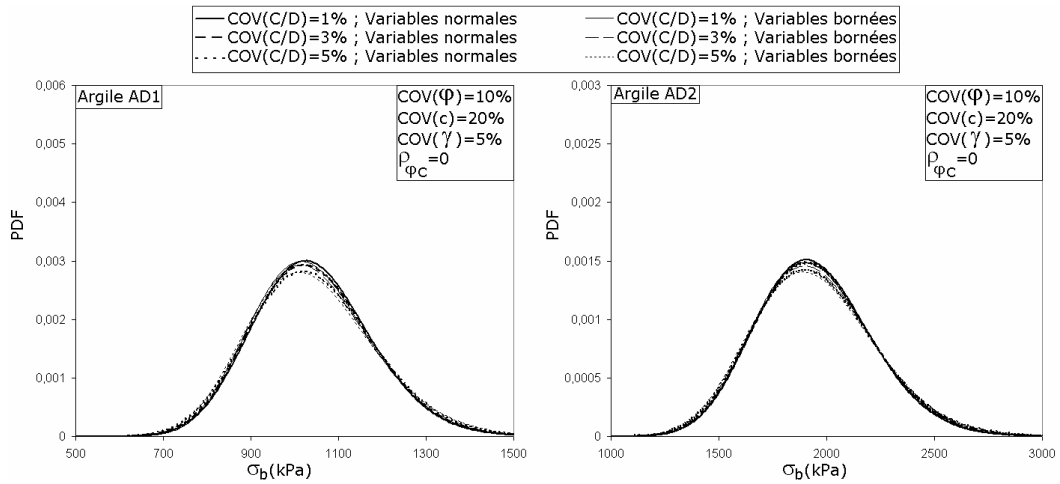 COV(C/D)=1% ; Variables normales
COV(C/D)=1% ; Variables bornées
COV(C/D)=3% ; Variables normales
COV(C/D)=3% ; Variables bornées
COV(C/D)=5% ; Variables normales
COV(C/D)=5% ; Variables bornées
Argile AD1
COV(φ)=10%
COV(c)=20%
COV(γ)=5%
ρφc=0
PDF
0,006
0,005
0,004
0,003
0,002
0,001
0
500
700
900
1100
1300
1500
σb(kPa)
Argile AD2
COV(φ)=10%
COV(c)=20%
COV(γ)=5%
ρφc=0
PDF
0,003
0,0025
0,002
0,0015
0,001
0,0005
0
1000
1500
2000
2500
3000
σb(kPa)